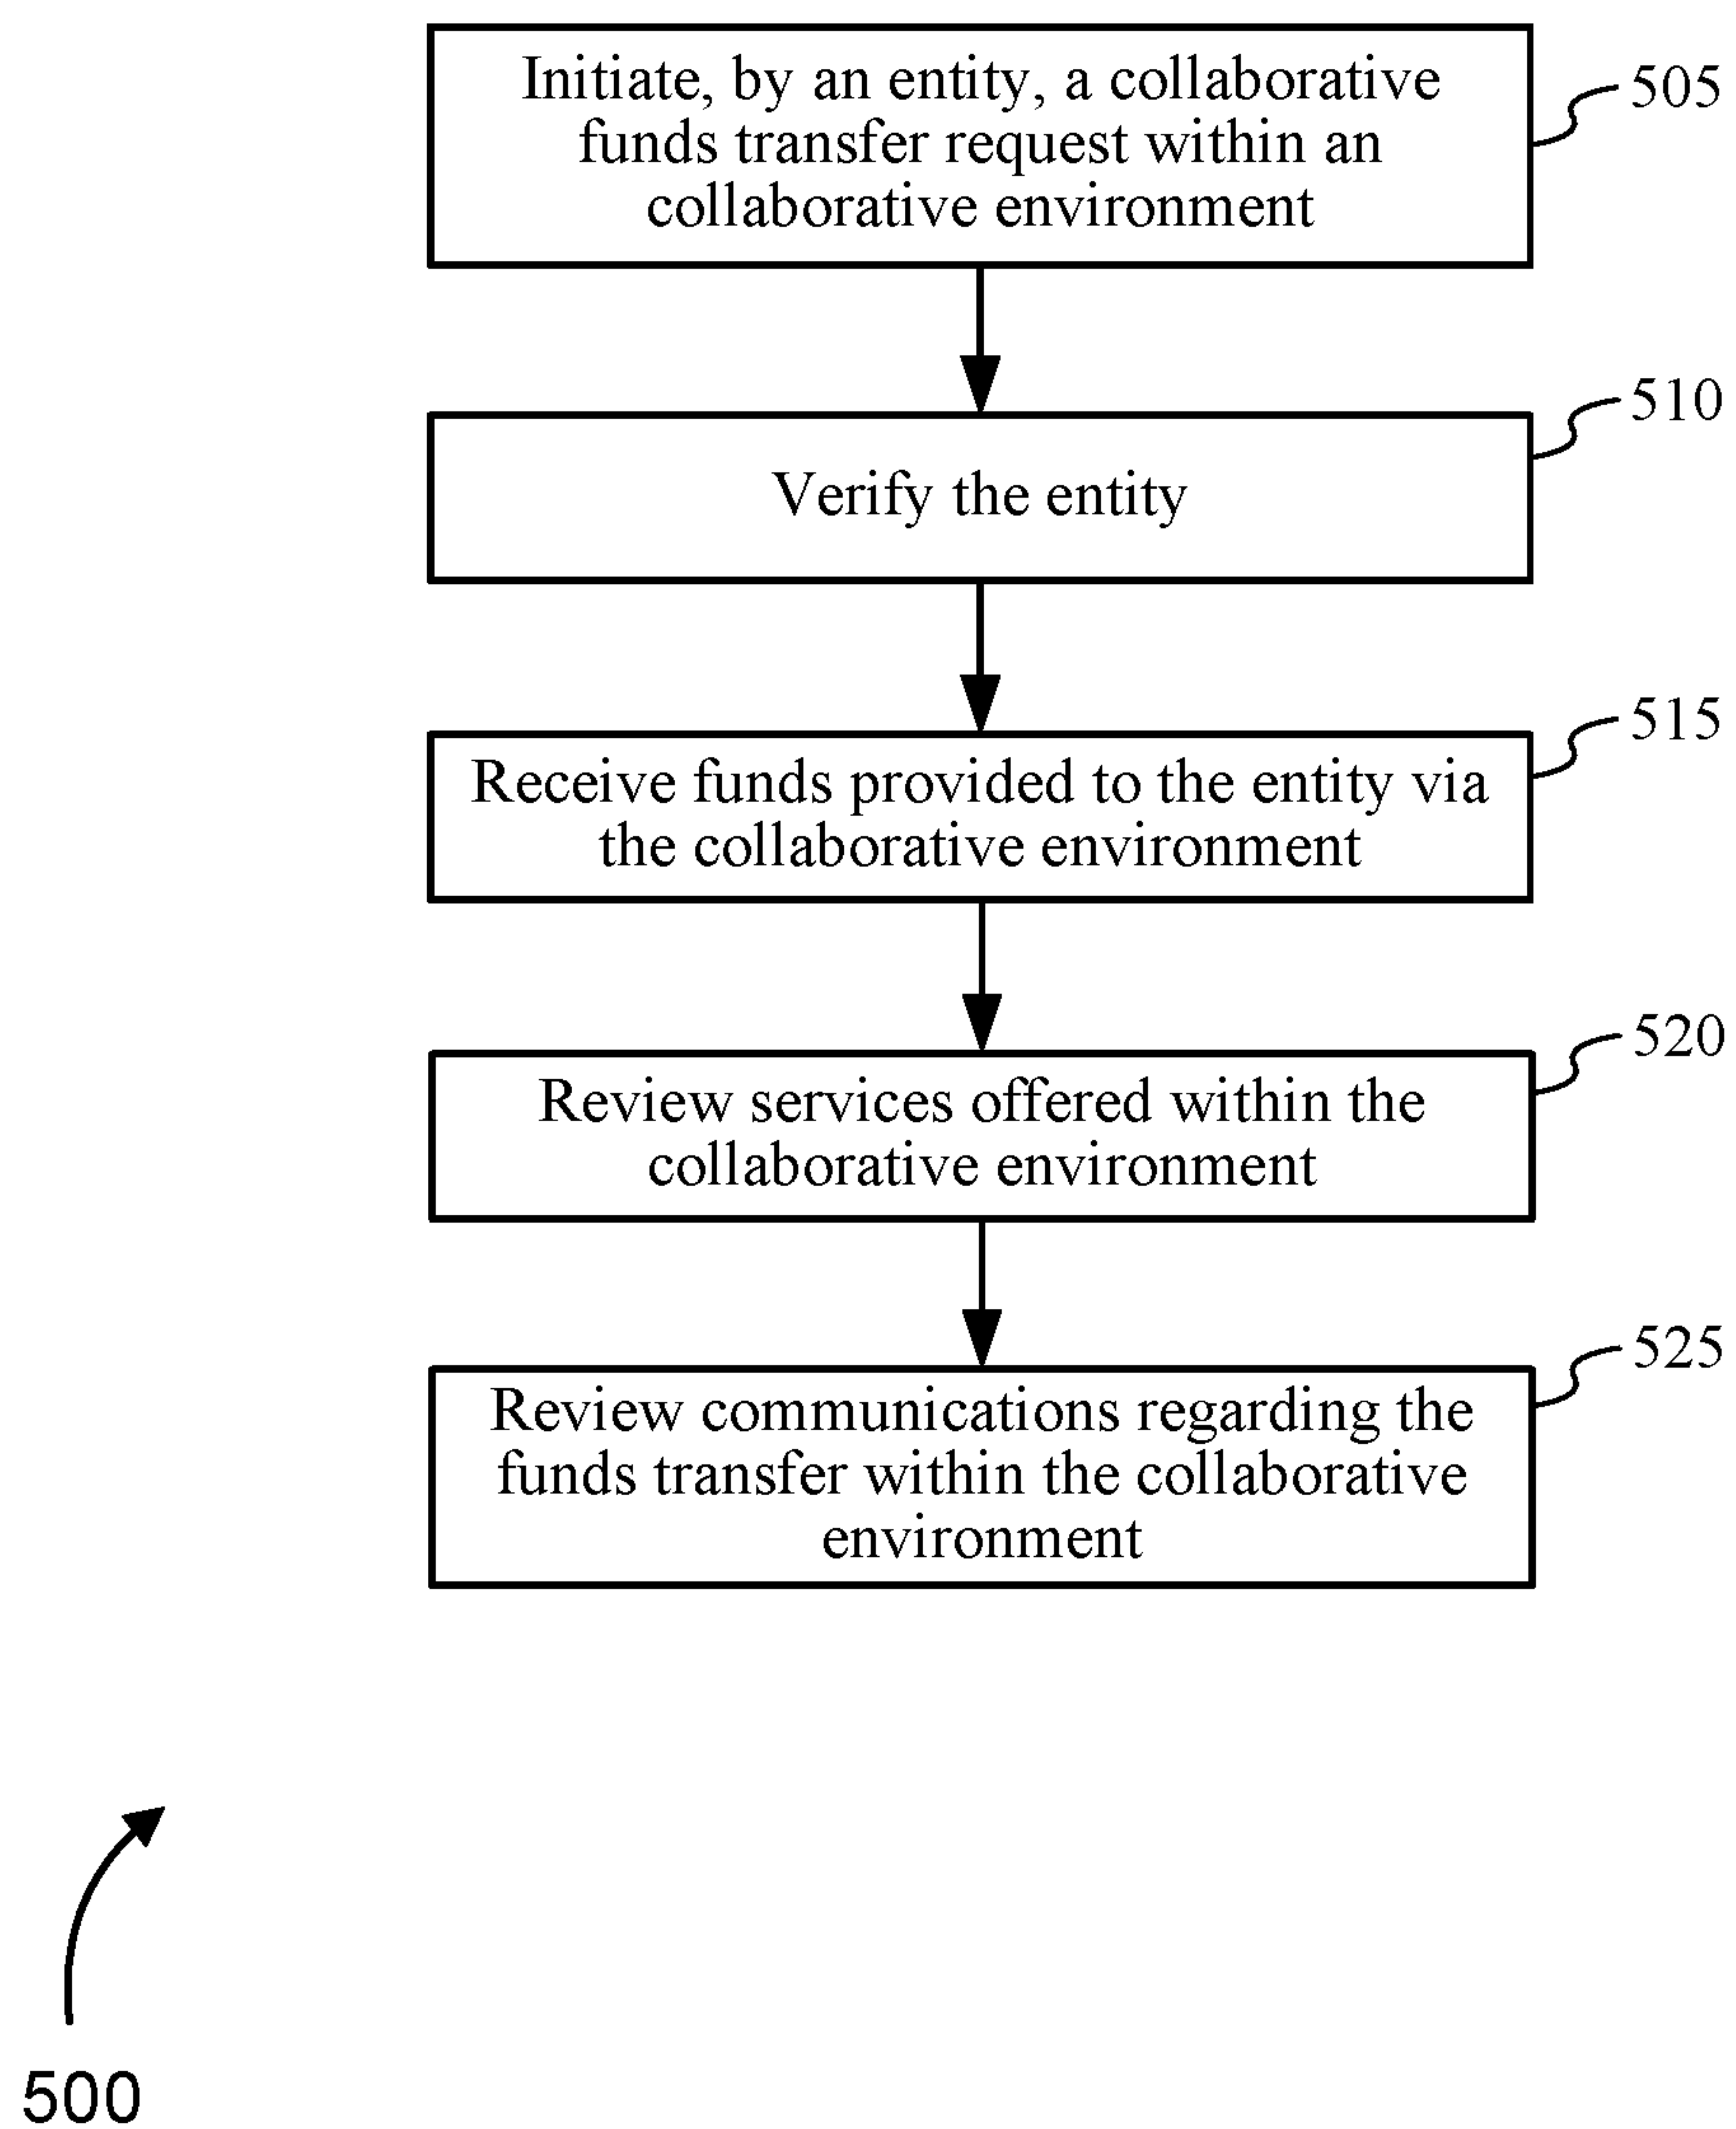 Initiate, by an entity, a collaborative
funds transfer request within an
collaborative environment
505
Verify the entity
510
Receive funds provided to the entity via
the collaborative environment
515
Review services offered within the
collaborative environment
520
Review communications regarding the
funds transfer within the collaborative
environment
525
500